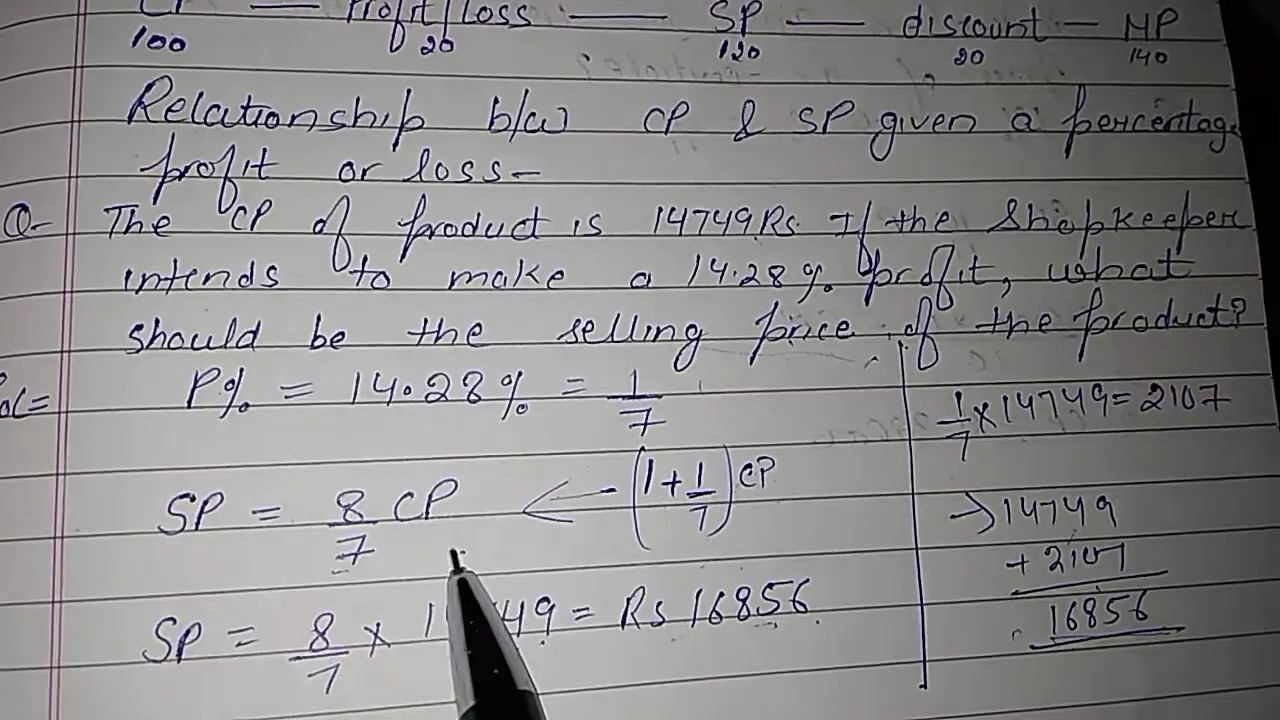 CP — Profit/Loss — SP — discount — MP
100 20 120 20 140
Relationship b/w CP & SP given a percentage
profit or loss-
Q- The CP of product is 14749 Rs. If the Shopkeeper
intends to make a 14.28% profit, what
should be the selling price of the product?
P% = 14.28% = 1/7
1/7 × 14749 = 2107
SP = 8/7 CP ← (1+1/7) CP
→ 14749
+ 2107
16856
SP = 8/7 × 1 49 = Rs 16856